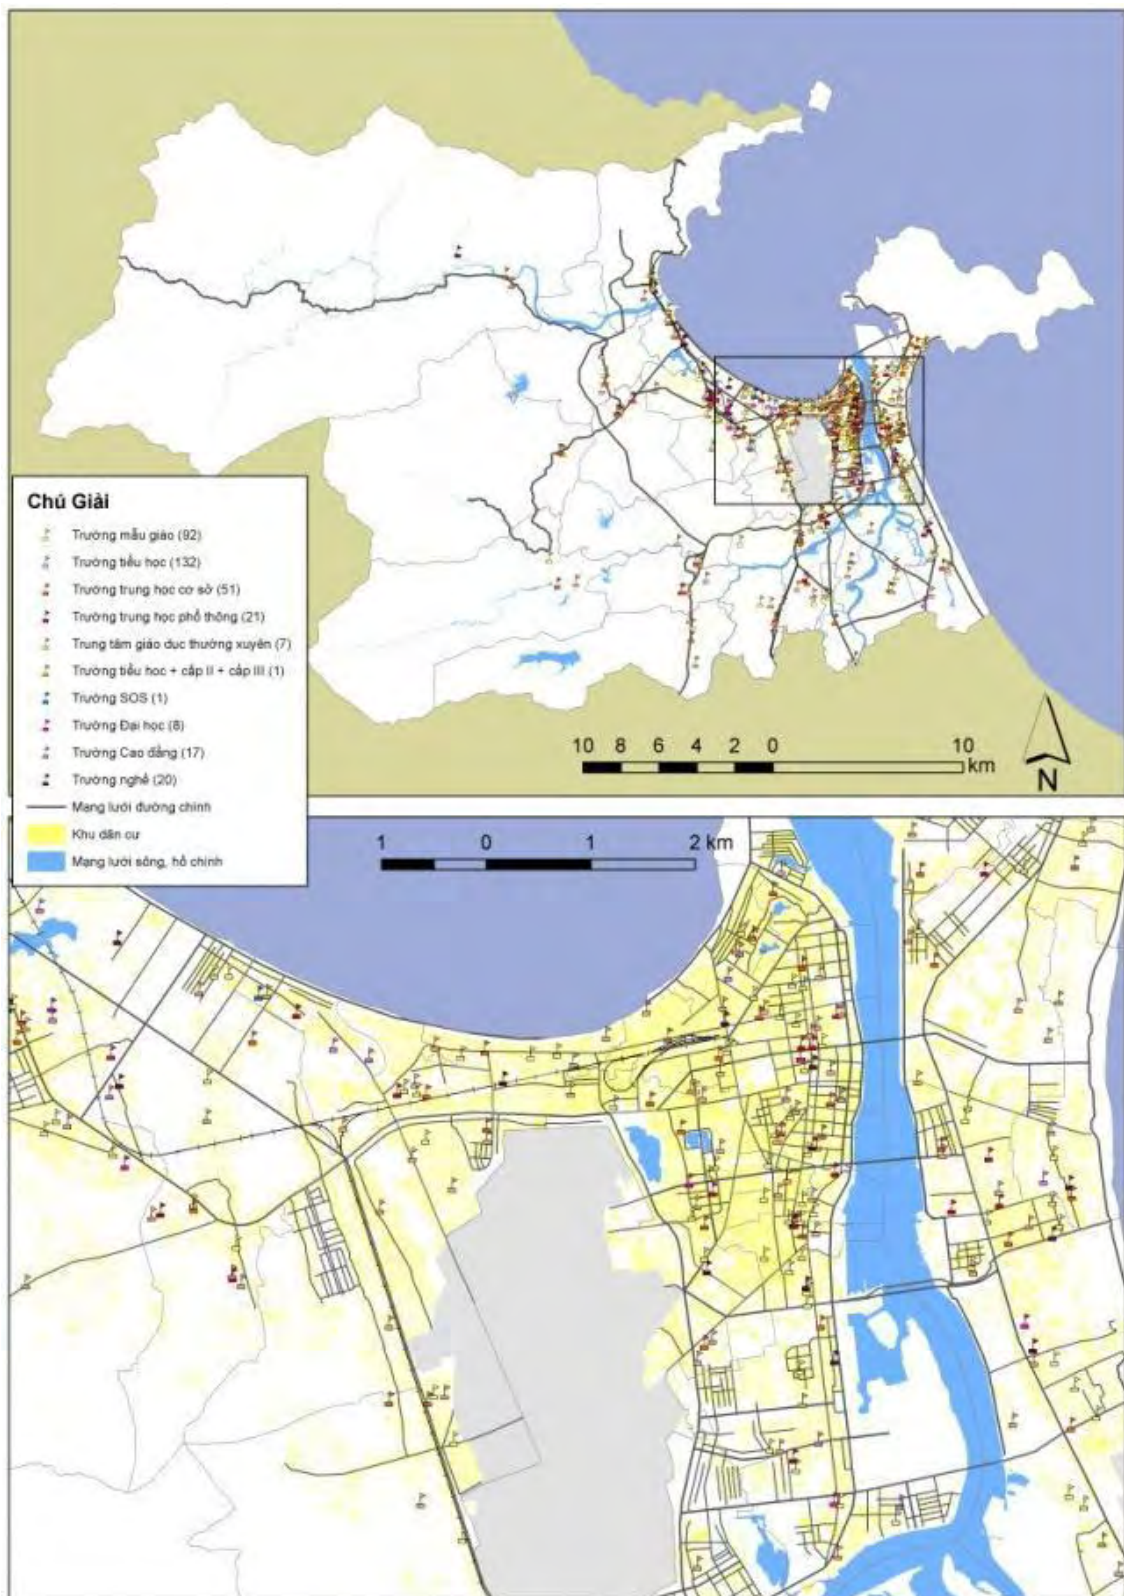 Chú Giải
Trường mẫu giáo (92)
Trường tiểu học (132)
Trường trung học cơ sở (51)
Trường trung học phổ thông (21)
Trung tâm giáo dục thường xuyên (7)
Trường tiểu học + cấp II + cấp III (1)
Trường SOS (1)
Trường Đại học (8)
Trường Cao đẳng (17)
Trường nghề (20)
Mạng lưới đường chính
Khu dân cư
Mạng lưới sông, hồ chính
10 8 6 4 2 0 10
km
N
1 0 1 2 km